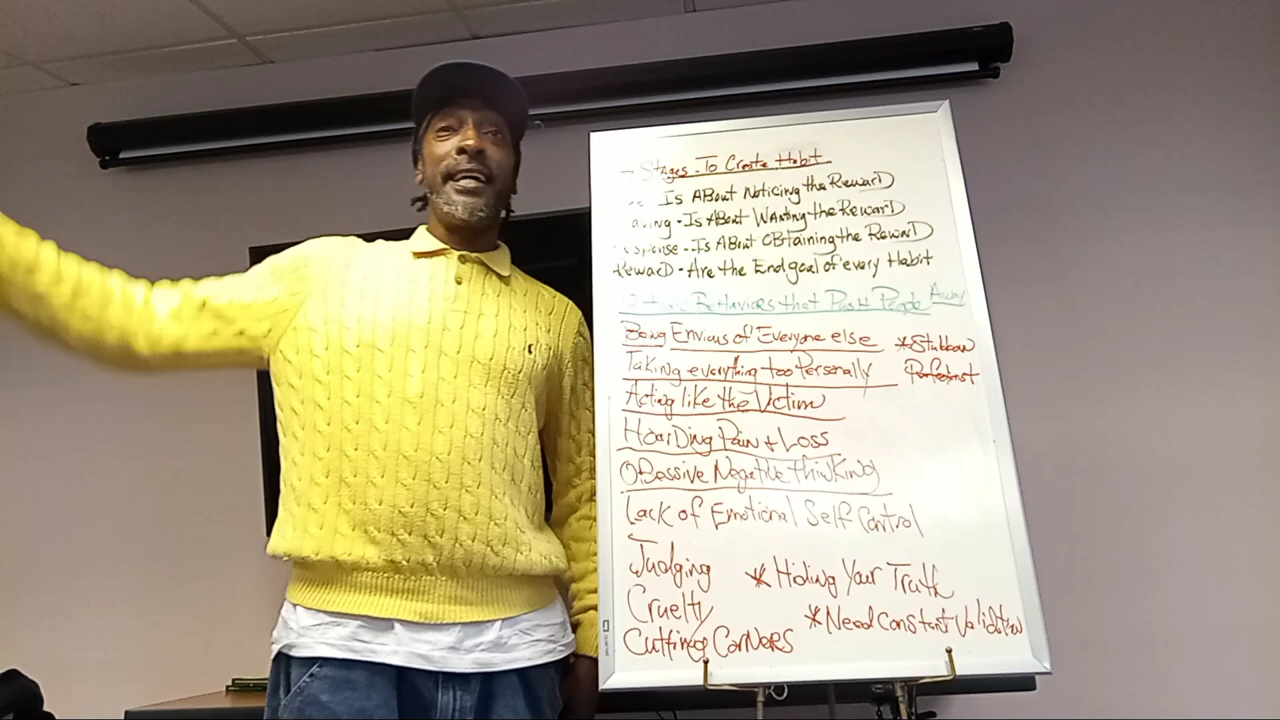 Stages To Create Habit
Is ABout Noticing the RewarD
aving - Is ABout Wanting the RewarD
sponse - Is ABout OBtaining the RewarD
RewarD - Are the End goal of every Habit
Behaviors that Push People Away
Being Envious of Everyone else
*Stubborn
Taking everything too Personally
Perfectnst
Acting like the Victim
HoarDing Pain + Loss
OBsessive Negative thinKing
Lack of Emotional Self Control
Judging
*Hiding Your Truth
Cruelty
*Need constant Validation
Cutting CorNERS